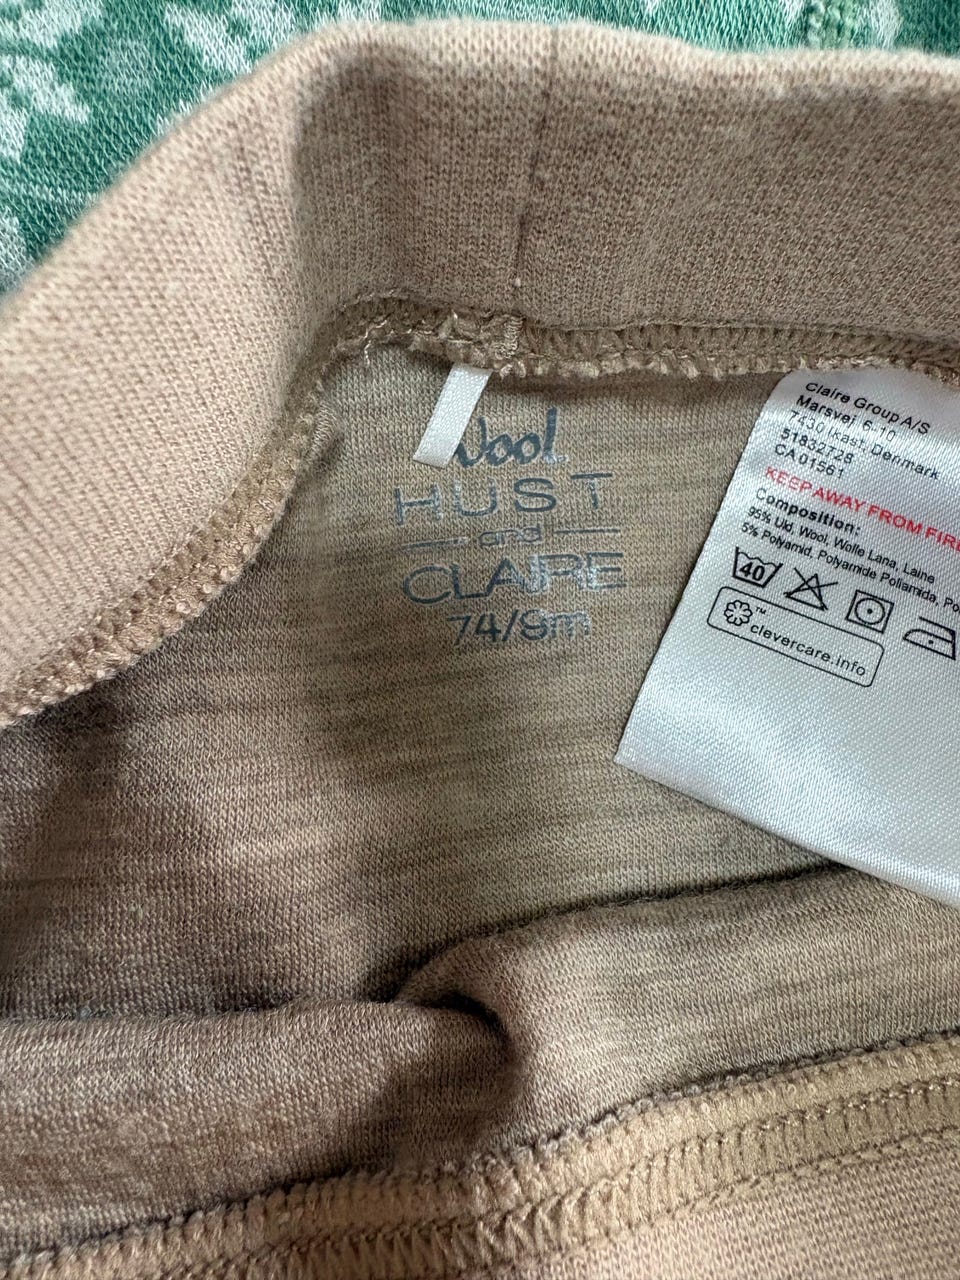 Wool
HUST
and
CLAIRE
74/9m
Claire Group A/S
Marsvej 6-10
7430 Ikast, Denmark
51832728
CA01561
KEEP AWAY FROM FIRE
Composition:
95% Uld, Wool, Wolle Lana, Laine
5% Polyamid, Polyamide Poliamida,
40
clevercare.info